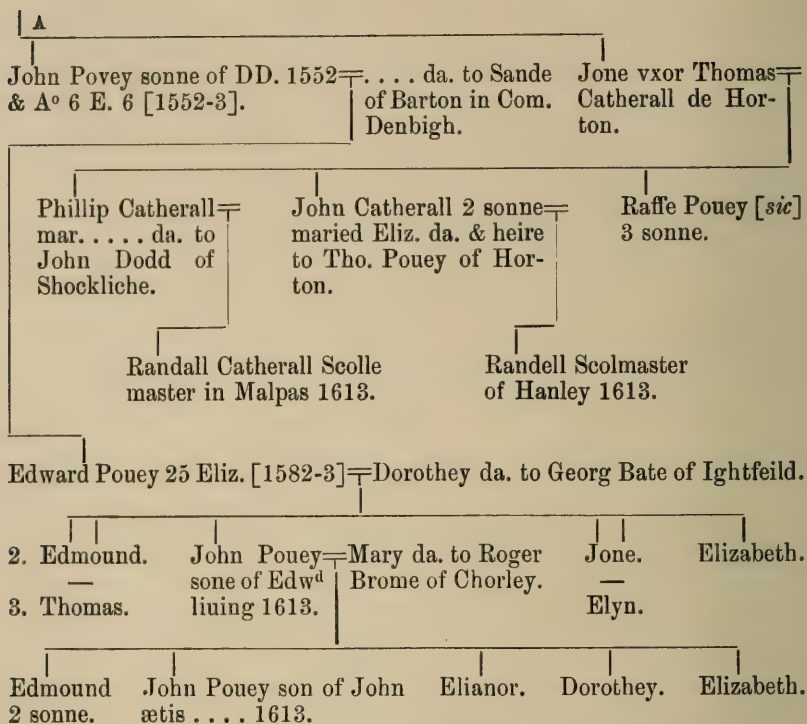 A
John Povey sonne of DD. 1552 & Aº 6 E. 6 [1552-3].
. . . . da. to Sande of Barton in Com. Denbigh.
Jone vxor Thomas Catherall de Horton.
Phillip Catherall mar. . . . . da. to John Dodd of Shockliche.
John Catherall 2 sonne maried Eliz. da. & heire to Tho. Pouey of Horton.
Raffe Pouey [sic] 3 sonne.
Randall Catherall Scolle master in Malpas 1613.
Randell Scolmaster of Hanley 1613.
Edward Pouey 25 Eliz. [1582-3] Dorothey da. to Georg Bate of Ightfeild.
2. Edmound.
—
3. Thomas.
John Pouey sone of Edwᵈ liuing 1613.
Mary da. to Roger Brome of Chorley.
Jone.
—
Elyn.
Elizabeth.
Edmound 2 sonne.
John Pouey son of John ætis . . . . 1613.
Elianor.
Dorothey.
Elizabeth.